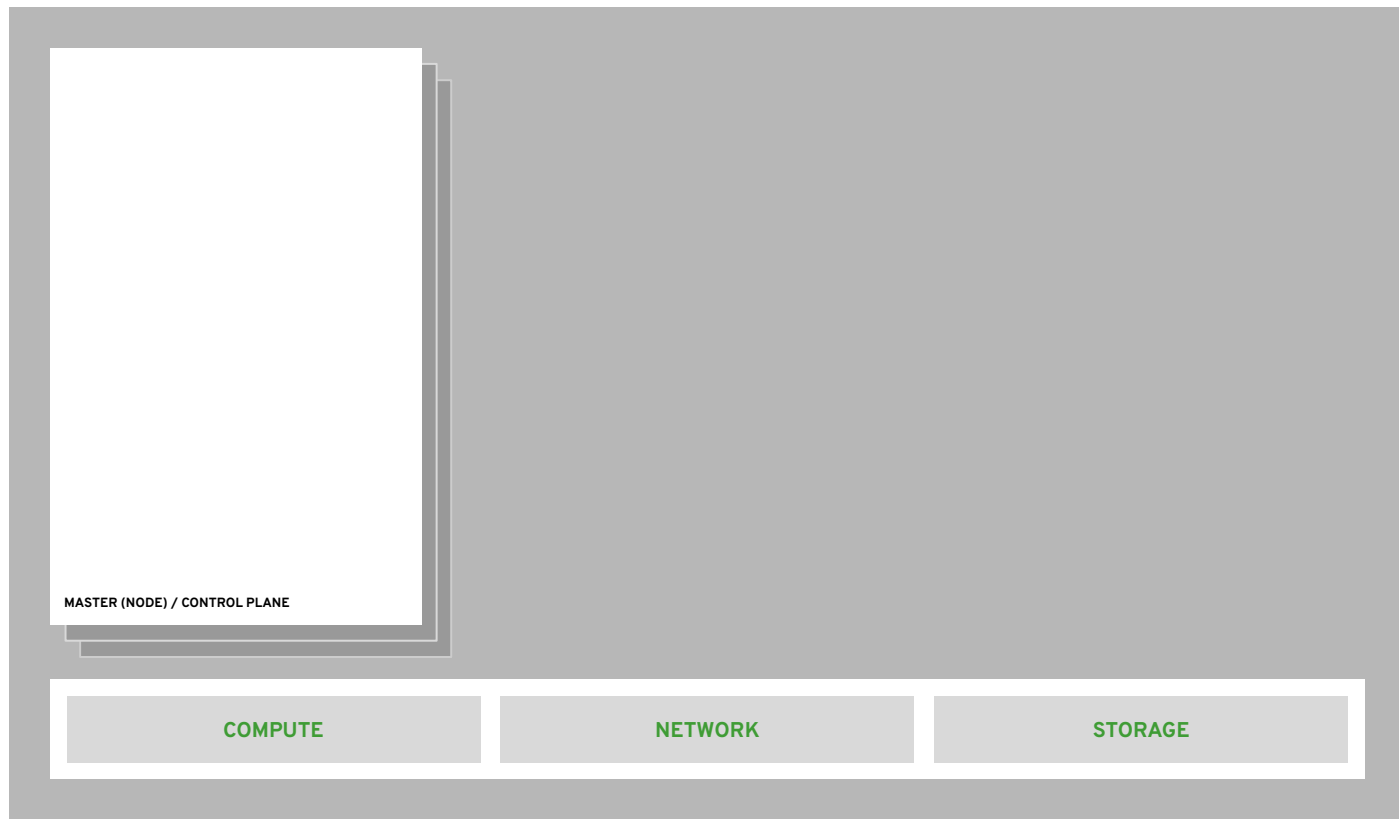 MASTER (NODE) / CONTROL PLANE
COMPUTE
NETWORK
STORAGE